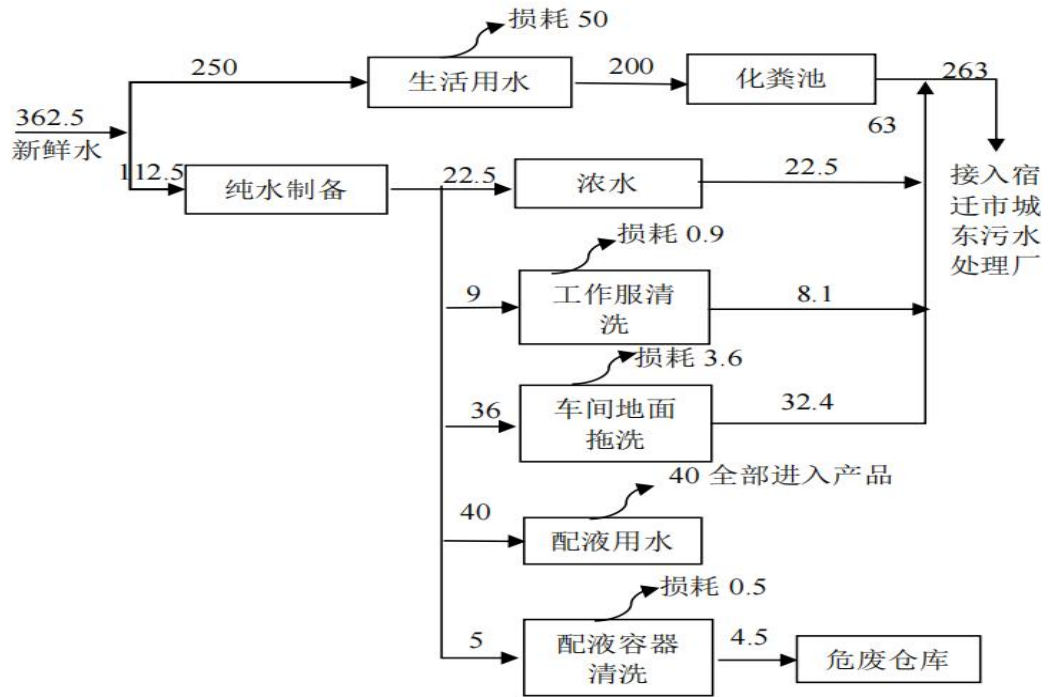 损耗 50
250
生活用水
200
化粪池
263
362.5
新鲜水
63
112.5
纯水制备
22.5
浓水
22.5
接入宿
迁市城
东污水
处理厂
损耗 0.9
9
工作服清
洗
8.1
损耗 3.6
36
车间地面
拖洗
32.4
40 全部进入产品
40
配液用水
损耗 0.5
5
配液容器
清洗
4.5
危废仓库